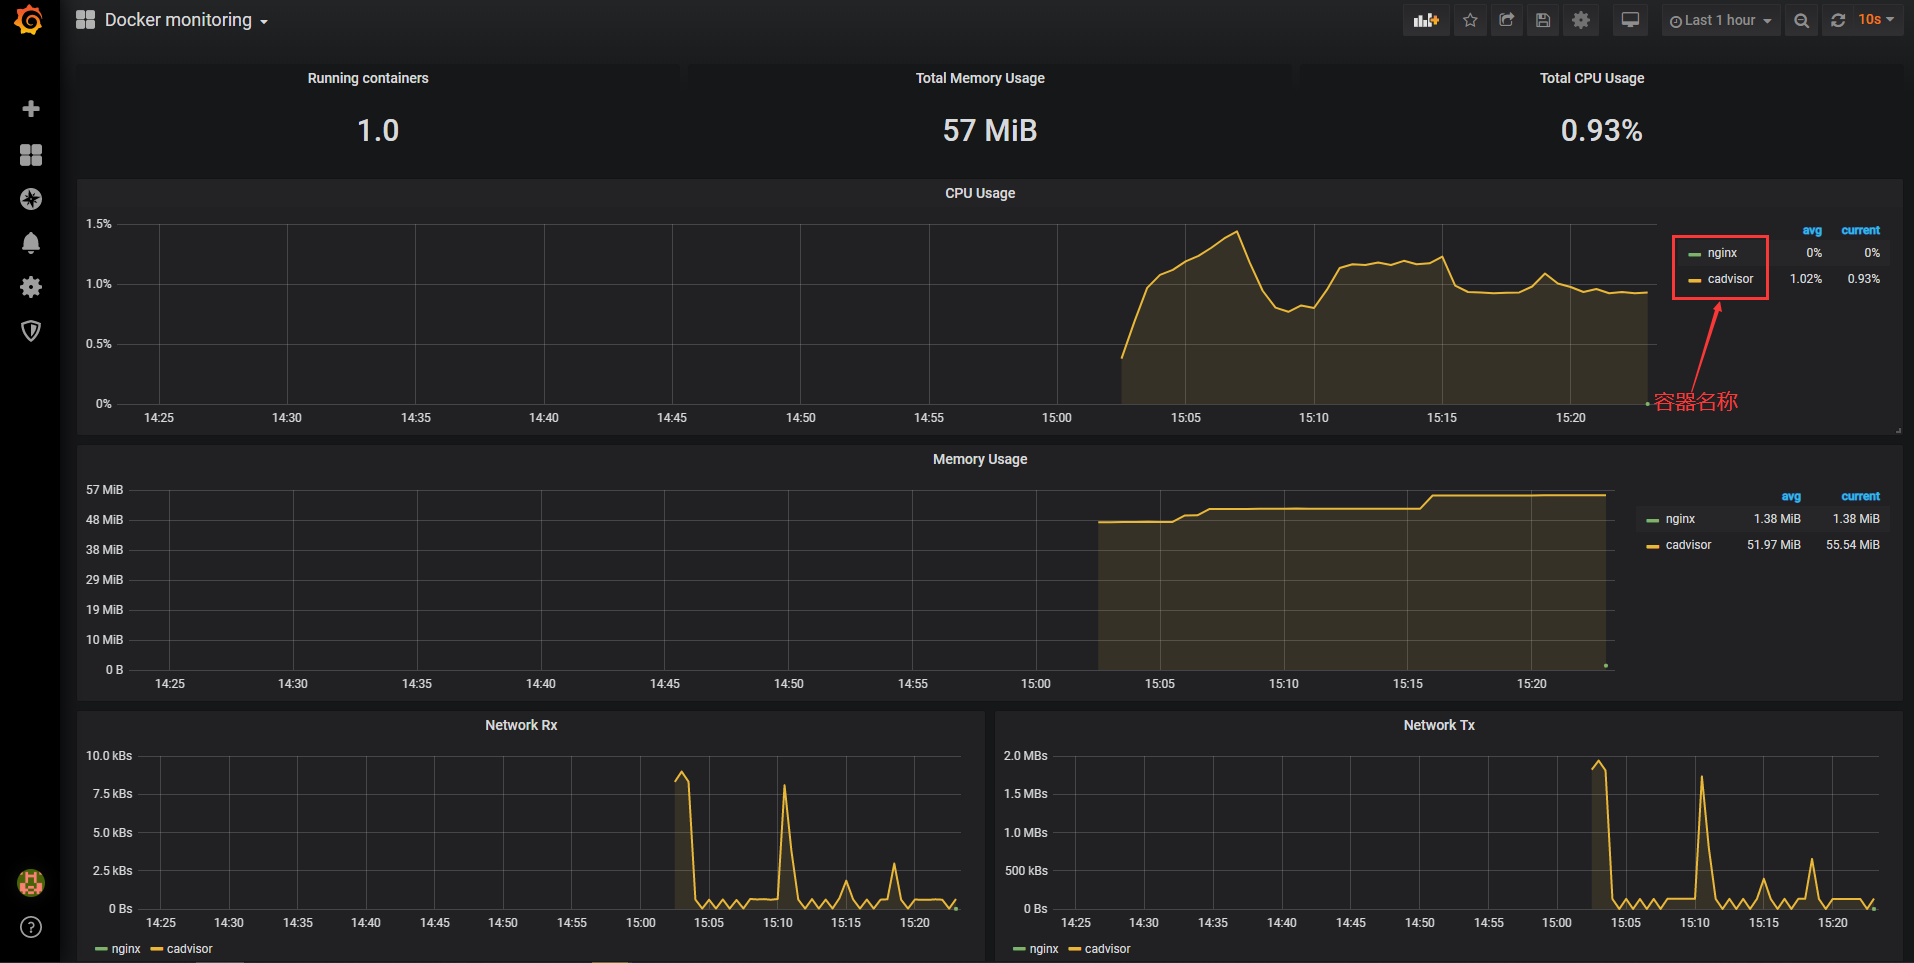 Docker monitoring
Last 1 hour
10s
Running containers
1.0
Total Memory Usage
57 MiB
Total CPU Usage
0.93%
CPU Usage
1.5%
1.0%
0.5%
0%
14:25 14:30 14:35 14:40 14:45 14:50 14:55 15:00 15:05 15:10 15:15 15:20
avg current
nginx 0% 0%
cadvisor 1.02% 0.93%
容器名称
Memory Usage
57 MiB
48 MiB
38 MiB
29 MiB
19 MiB
10 MiB
0 B
14:25 14:30 14:35 14:40 14:45 14:50 14:55 15:00 15:05 15:10 15:15 15:20
avg current
nginx 1.38 MiB 1.38 MiB
cadvisor 51.97 MiB 55.54 MiB
Network Rx
10.0 kBs
7.5 kBs
5.0 kBs
2.5 kBs
0 Bs
14:25 14:30 14:35 14:40 14:45 14:50 14:55 15:00 15:05 15:10 15:15 15:20
nginx cadvisor
Network Tx
2.0 MBs
1.5 MBs
1.0 MBs
500 kBs
0 Bs
14:25 14:30 14:35 14:40 14:45 14:50 14:55 15:00 15:05 15:10 15:15 15:20
nginx cadvisor